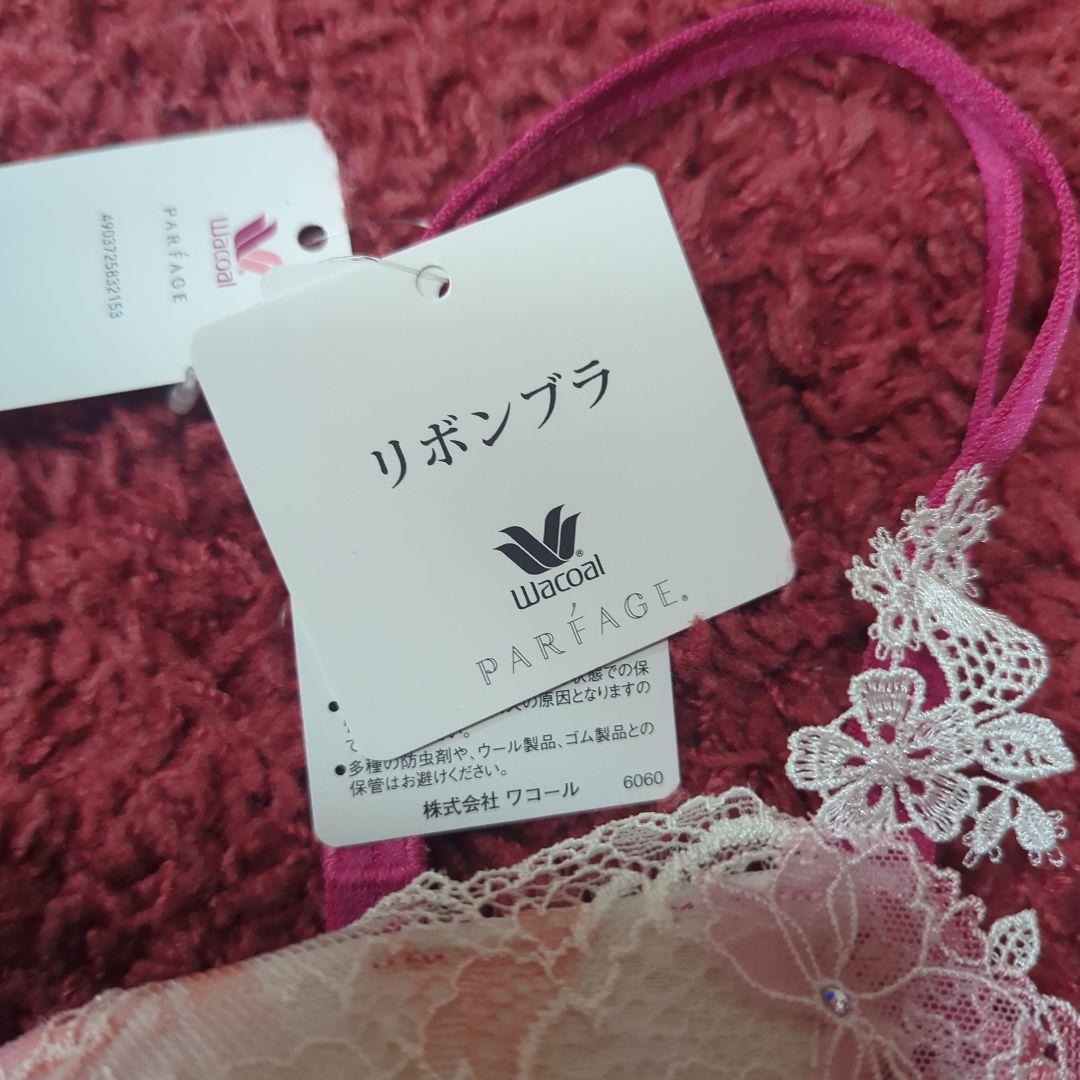 Wacoal
PARFAGE
4903725832153
リボンブラ
Wacoal
PARFAGE
状態での保
の原因となりますの
多種の防虫剤や、ウール製品、ゴム製品との
保管はお避けください。
株式会社 ワコール
6060